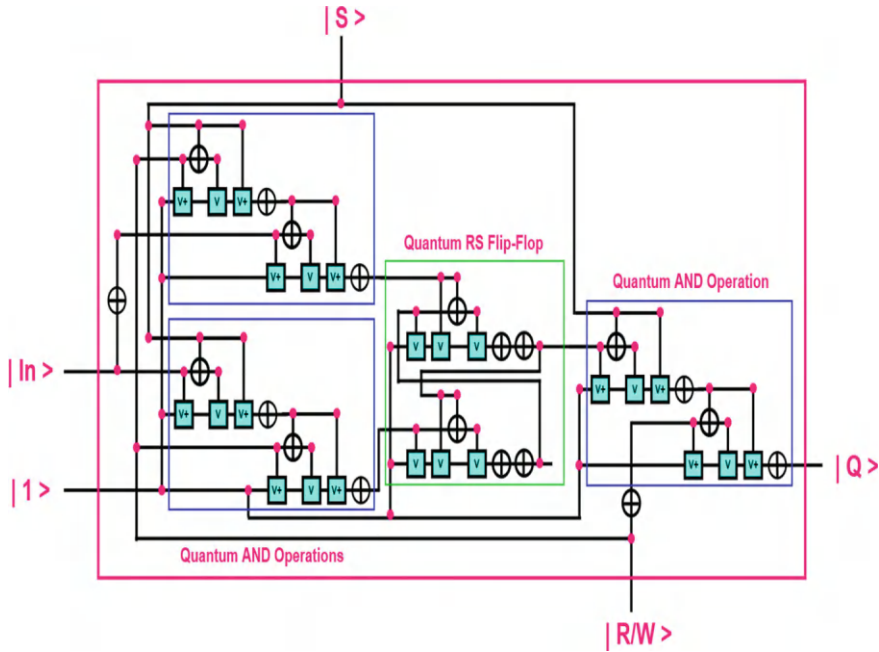 | S >
V+ V V+
V+ V V+
Quantum RS Flip-Flop
Quantum AND Operation
V V V
| In >
V+ V V+
V+ V V+
V V V
V+ V V+
V+ V V+
| Q >
| 1 >
Quantum AND Operations
| R/W >